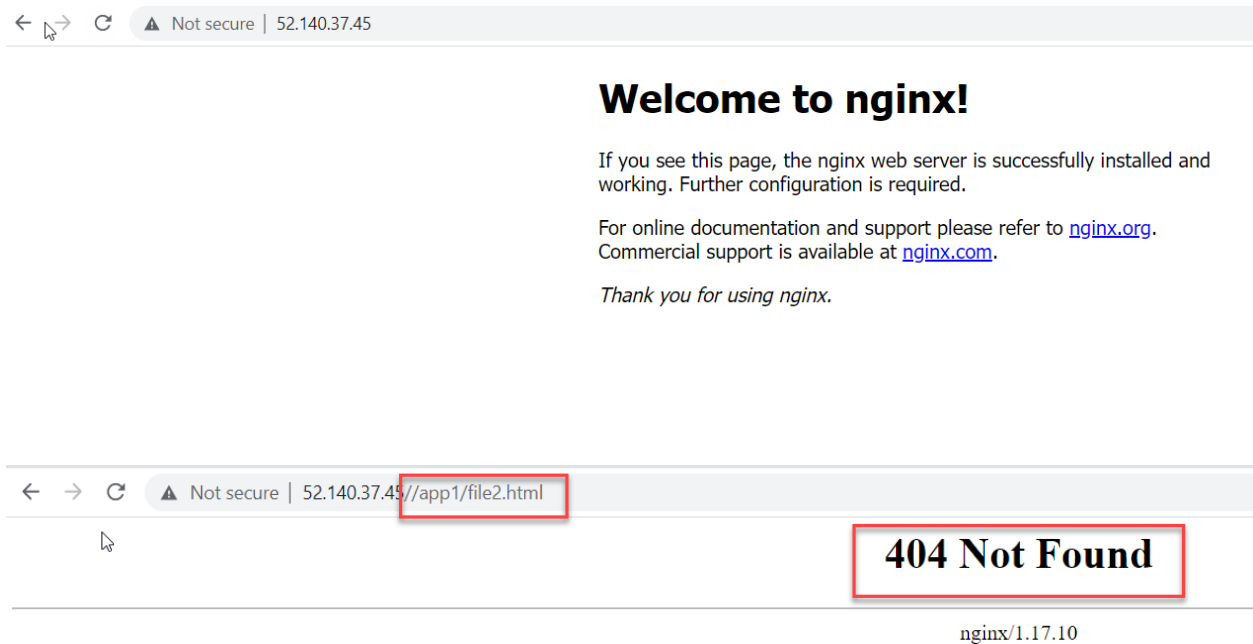 Not secure | 52.140.37.45
Welcome to nginx!
If you see this page, the nginx web server is successfully installed and
working. Further configuration is required.
For online documentation and support please refer to nginx.org.
Commercial support is available at nginx.com.
Thank you for using nginx.
Not secure | 52.140.37.45//app1/file2.html
404 Not Found
nginx/1.17.10